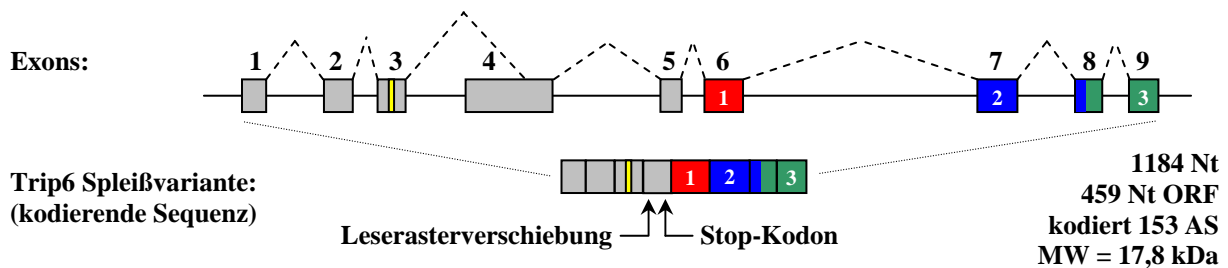 Exons:
1 2 3 4 5 6 7 8 9
1 2 3
Trip6 Spleißvariante:
(kodierende Sequenz)
1 2 3
Leserasterverschiebung
Stop-Kodon
1184 Nt
459 Nt ORF
kodiert 153 AS
MW = 17,8 kDa